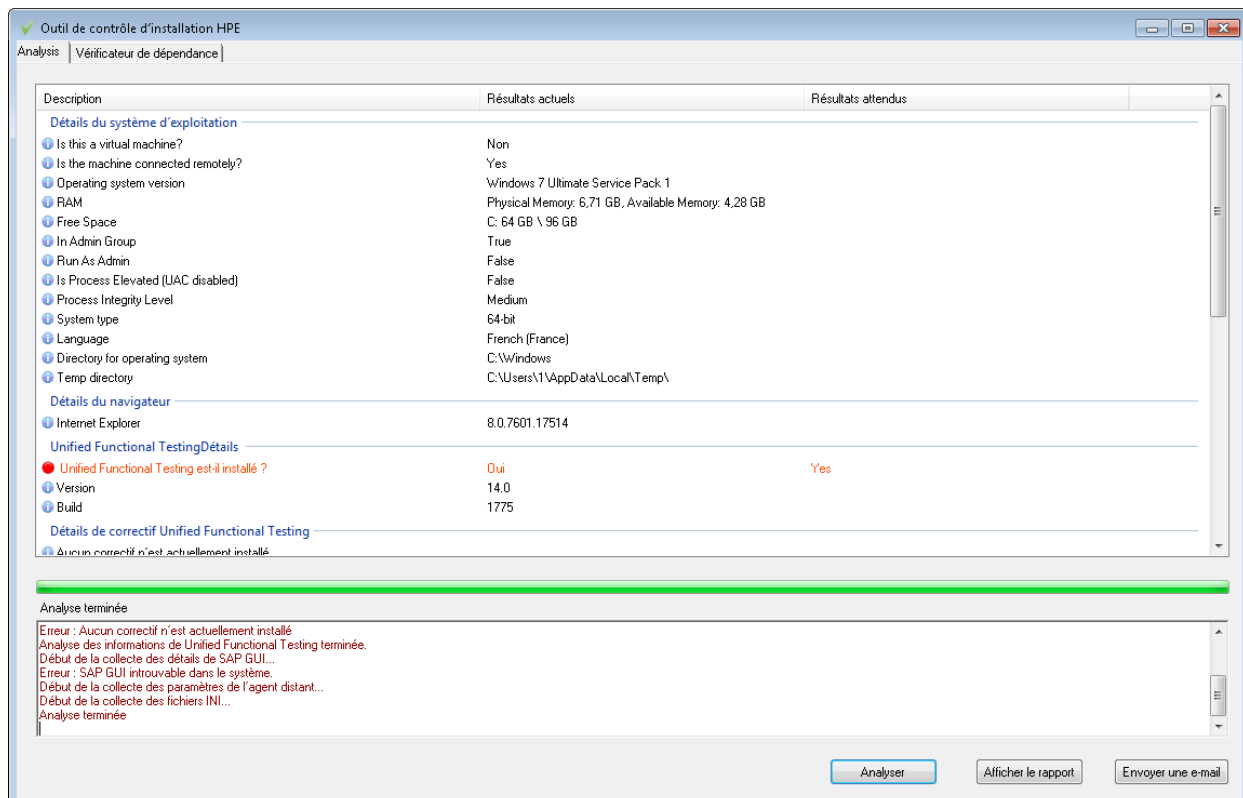 Outil de contrôle d'installation HPE
Analysis Vérificateur de dépendance
Description Résultats actuels Résultats attendus
Détails du système d´exploitation
Is this a virtual machine? Non
Is the machine connected remotely? Yes
Operating system version Windows 7 Ultimate Service Pack 1
RAM Physical Memory: 6,71 GB, Available Memory: 4,28 GB
Free Space C: 64 GB \ 96 GB
In Admin Group True
Run As Admin False
Is Process Elevated (UAC disabled) False
Process Integrity Level Medium
System type 64-bit
Language French (France)
Directory for operating system C:\Windows
Temp directory C:\Users\1\AppData\Local\Temp\
Détails du navigateur
Internet Explorer 8.0.7601.17514
Unified Functional TestingDétails
Unified Functional Testing est-il installé ? Oui Yes
Version 14.0
Build 1775
Détails de correctif Unified Functional Testing
Aucun correctif n´est actuellement installé
Analyse terminée
Erreur : Aucun correctif n´est actuellement installé
Analyse des informations de Unified Functional Testing terminée.
Début de la collecte des détails de SAP GUI...
Erreur : SAP GUI introuvable dans le système.
Début de la collecte des paramètres de l´agent distant...
Début de la collecte des fichiers INI...
Analyse terminée
Analyser Afficher le rapport Envoyer une e-mail